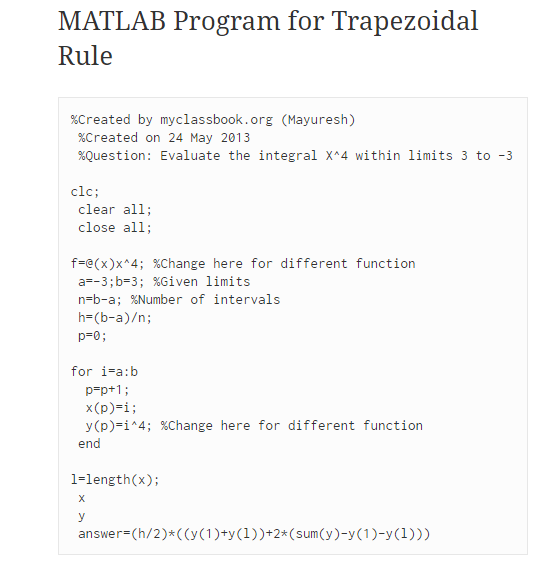 MATLAB Program for Trapezoidal
Rule
%Created by myclassbook.org (Mayuresh)
%Created on 24 May 2013
%Question: Evaluate the integral X^4 within limits 3 to -3
clc;
clear all;
close all;
f=@(x)x^4; %Change here for different function
a=-3;b=3; %Given limits
n=b-a; %Number of intervals
h=(b-a)/n;
p=0;
for i=a:b
p=p+1;
x(p)=i;
y(p)=i^4; %Change here for different function
end
l=length(x);
x
y
answer=(h/2)*((y(1)+y(l))+2*(sum(y)-y(1)-y(l)))